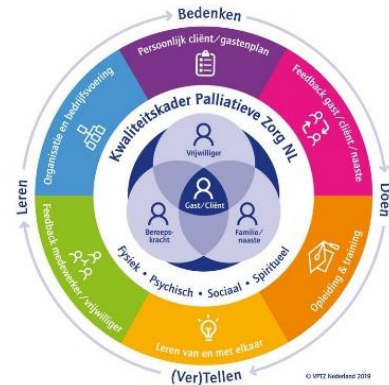 Bedenken
Persoonlijk cliënt/gastenplan
Feedback gast/
cliënt/
naaste
Doen
Opleiding & training
Leren van en met elkaar
(Ver)Tellen
Feedback medewerker/vrijwilliger
Leren
Organisatie en bedrijfsvoering
Kwaliteitskader Palliatieve Zorg NL
Vrijwilliger
Gast/Cliënt
Beroeps-
kracht
Familie/
naaste
Fysiek • Psychisch • Sociaal • Spiritueel
© VPTZ Nederland 2019